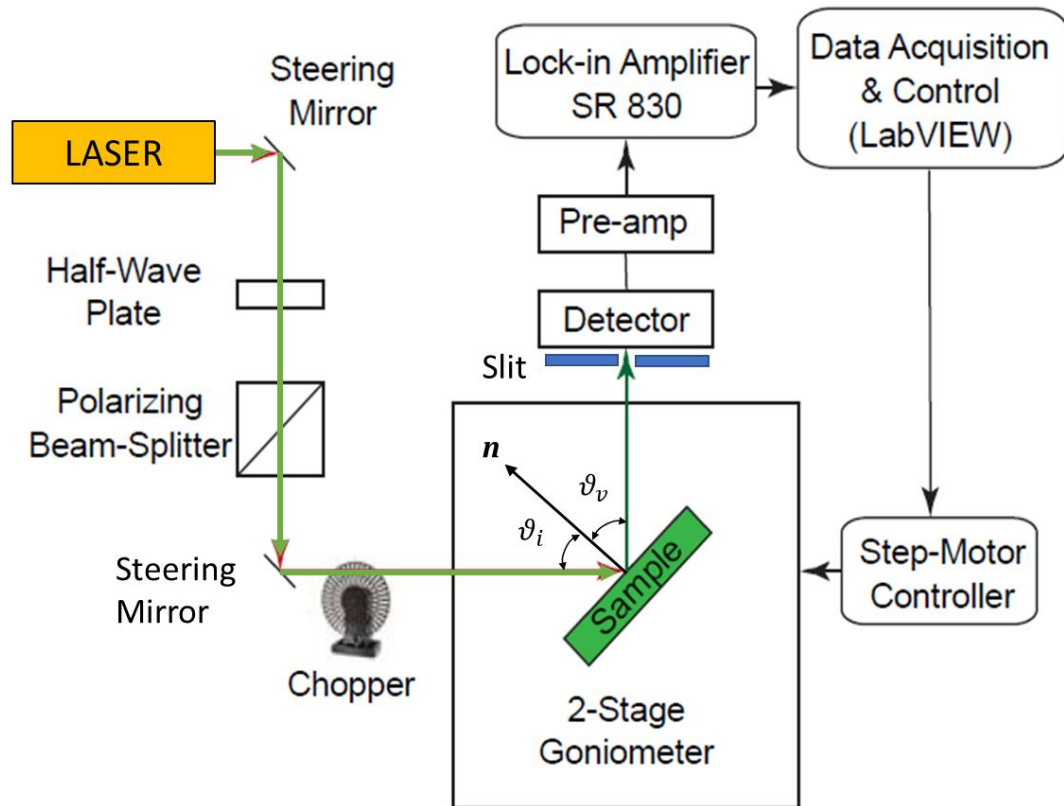 Steering
Mirror
LASER
Lock-in Amplifier
SR 830
Data Acquisition
& Control
(LabVIEW)
Pre-amp
Half-Wave
Plate
Detector
Slit
Polarizing
Beam-Splitter
n
ϑv
ϑi
Sample
Steering
Mirror
Chopper
Step-Motor
Controller
2-Stage
Goniometer